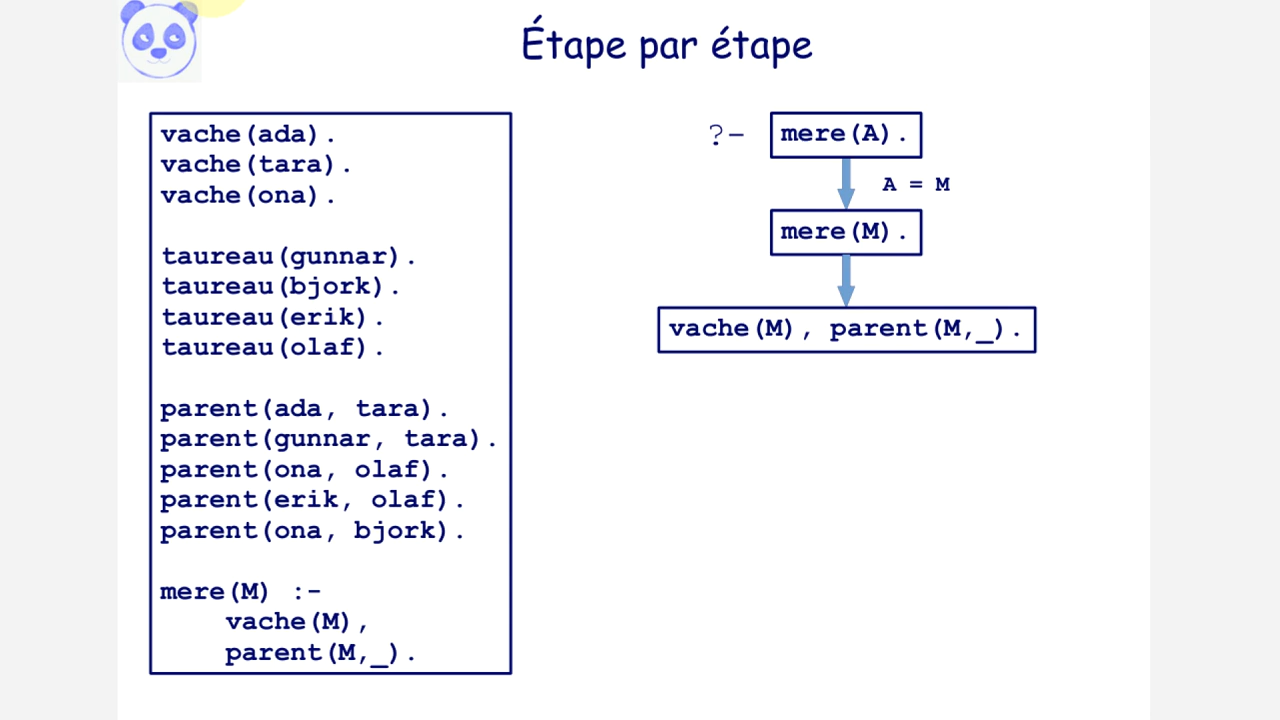 Étape par étape
vache(ada).
vache(tara).
vache(ona).
taureau(gunnar).
taureau(bjork).
taureau(erik).
taureau(olaf).
parent(ada, tara).
parent(gunnar, tara).
parent(ona, olaf).
parent(erik, olaf).
parent(ona, bjork).
mere(M) :-
vache(M),
parent(M,_).
?- mere(A).
A = M
mere(M).
vache(M), parent(M,_).